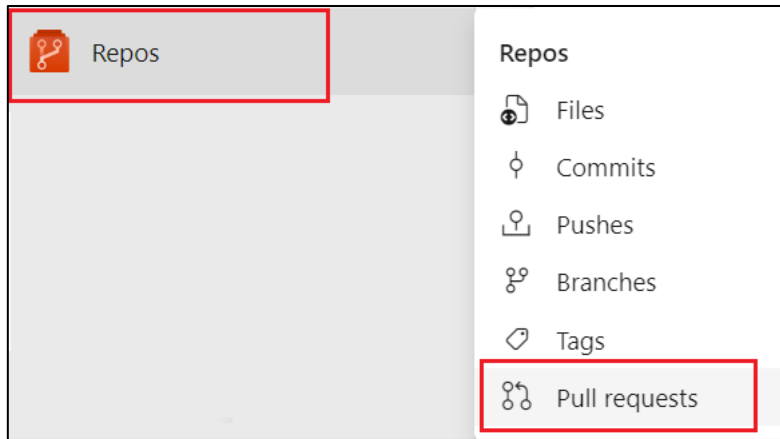 Repos
Repos
Files
Commits
Pushes
Branches
Tags
Pull requests